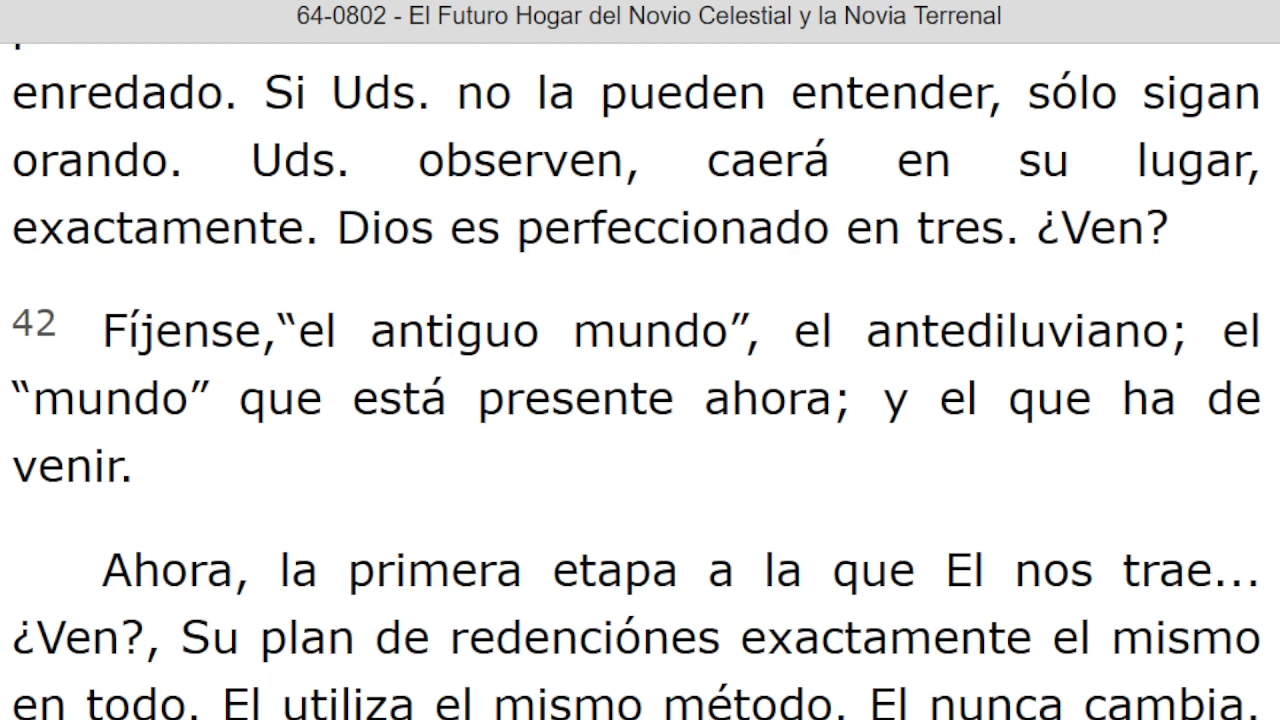 64-0802 - El Futuro Hogar del Novio Celestial y la Novia Terrenal
enredado. Si Uds. no la pueden entender, sólo sigan
orando. Uds. observen, caerá en su lugar,
exactamente. Dios es perfeccionado en tres. ¿Ven?
42 Fíjense,“el antiguo mundo”, el antediluviano; el
“mundo” que está presente ahora; y el que ha de
venir.
Ahora, la primera etapa a la que El nos trae...
¿Ven?, Su plan de redenciónes exactamente el mismo
en todo. El utiliza el mismo método. El nunca cambia.